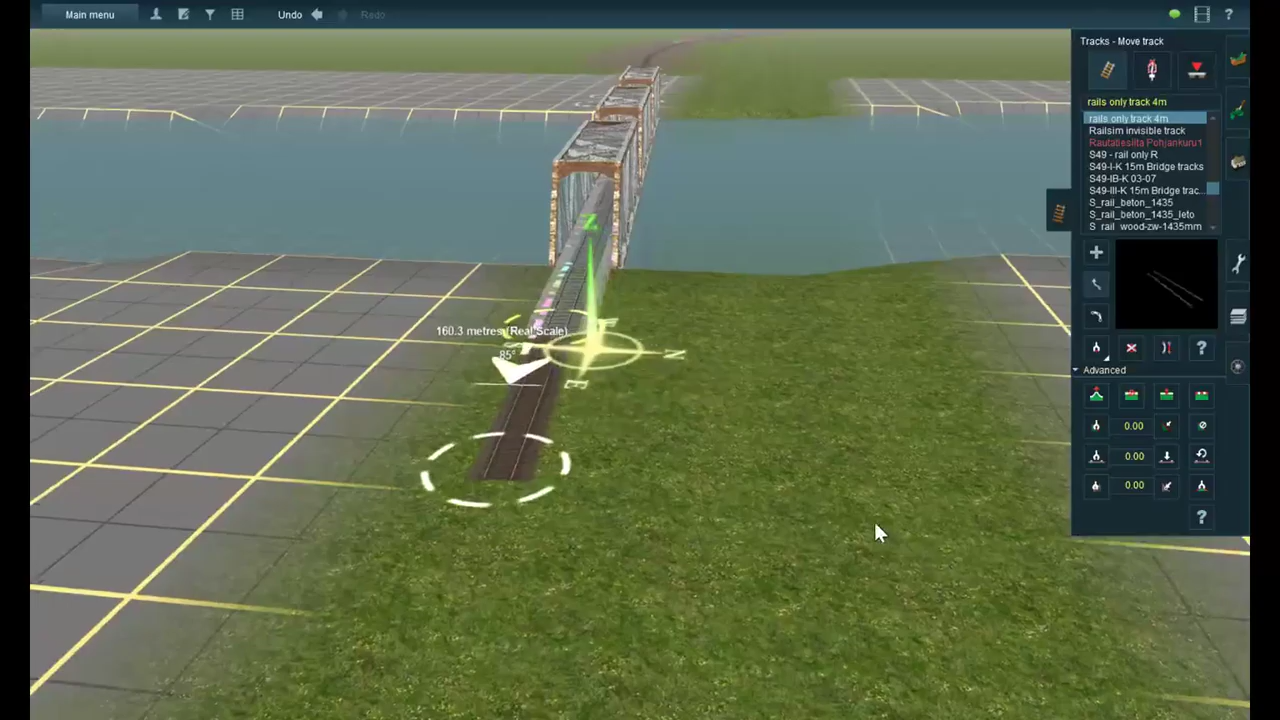 Main menu
Undo
Redo
?
Tracks - Move track
rails only track 4m
rails only track 4m
Railsim invisible track
Rautatiesilta Pohjankuru1
S49 - rail only R
S49-I-K 15m Bridge tracks
S49-IB-K 03-07
S49-III-K 15m Bridge trac...
S_rail_beton_1435
S_rail_beton_1435_leto
S_rail_wood-zw-1435mm
?
Advanced
0.00
0.00
0.00
?
Z
160.3 metres (Real Scale)
85°
N
E